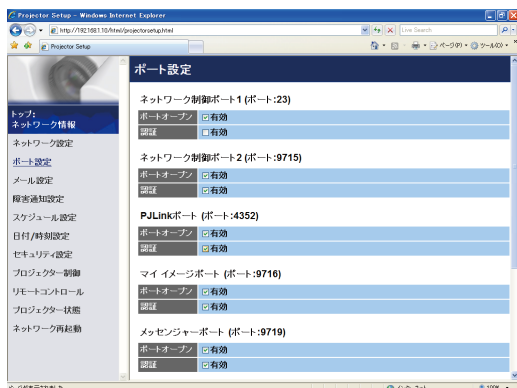 Projector Setup - Windows Internet Explorer
http://192.168.1.10/html/projectorsetup.html
Live Search
Projector Setup
ページ(P)
ツール(O)
トップ:
ネットワーク情報
ネットワーク設定
ポート設定
メール設定
障害通知設定
スケジュール設定
日付/時刻設定
セキュリティ設定
プロジェクター制御
リモートコントロール
プロジェクター状態
ネットワーク再起動
ポート設定
ネットワーク制御ポート1 (ポート:23)
ポートオープン 有効
認証 有効
ネットワーク制御ポート2 (ポート:9715)
ポートオープン 有効
認証 有効
PJLinkポート (ポート:4352)
ポートオープン 有効
認証 有効
マイ イメージポート (ポート:9716)
ポートオープン 有効
認証 有効
メッセンジャーポート (ポート:9719)
ポートオープン 有効
認証 有効
100%